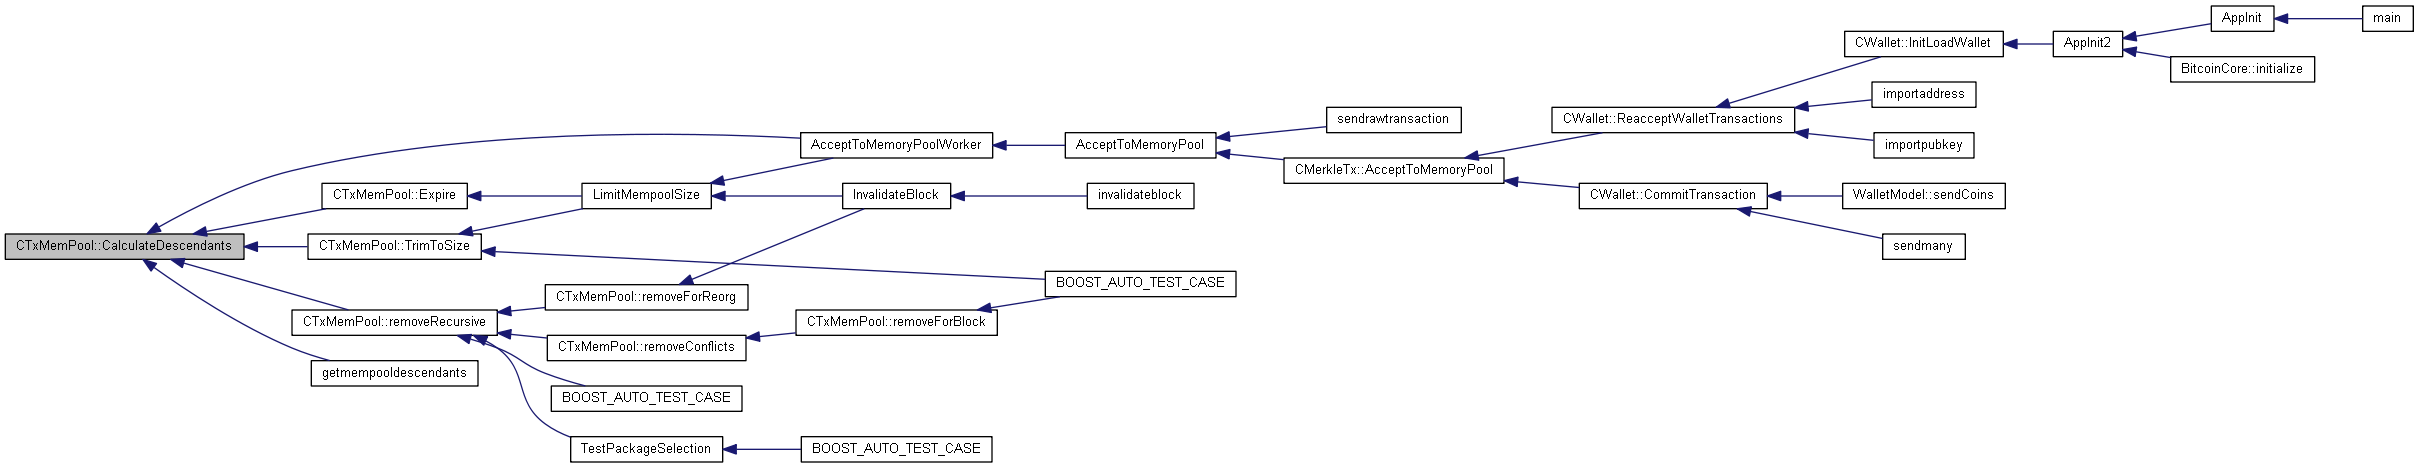 CTxMemPool::CalculateDescendants
AcceptToMemoryPoolWorker
CTxMemPool::Expire
CTxMemPool::TrimToSize
CTxMemPool::removeRecursive
getmempooldescendants
LimitMempoolSize
InvalidateBlock
invalidateblock
CTxMemPool::removeForReorg
CTxMemPool::removeConflicts
CTxMemPool::removeForBlock
BOOST_AUTO_TEST_CASE
BOOST_AUTO_TEST_CASE
TestPackageSelection
BOOST_AUTO_TEST_CASE
AcceptToMemoryPool
sendrawtransaction
CMerkleTx::AcceptToMemoryPool
CWallet::ReacceptWalletTransactions
CWallet::CommitTransaction
CWallet::InitLoadWallet
importaddress
importpubkey
WalletModel::sendCoins
sendmany
AppInit2
AppInit
BitcoinCore::initialize
main